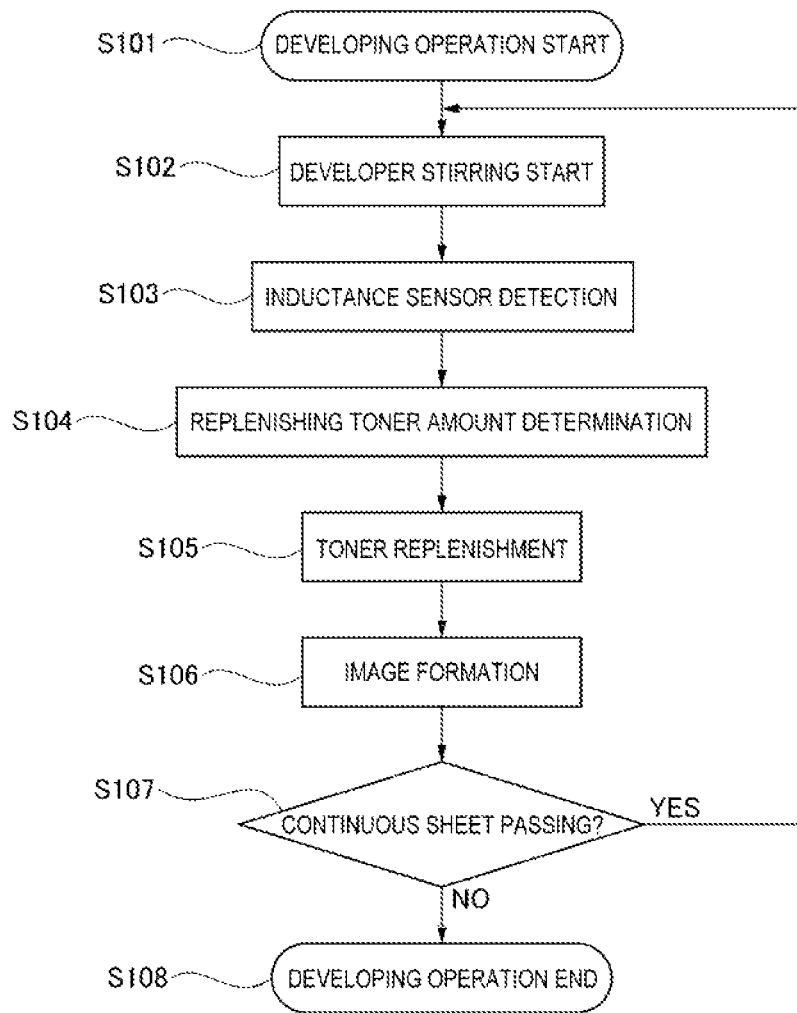 S101
DEVELOPING OPERATION START
S102
DEVELOPER STIRRING START
S103
INDUCTANCE SENSOR DETECTION
S104
REPLENISHING TONER AMOUNT DETERMINATION
S105
TONER REPLENISHMENT
S106
IMAGE FORMATION
S107
CONTINUOUS SHEET PASSING?
YES
NO
S108
DEVELOPING OPERATION END